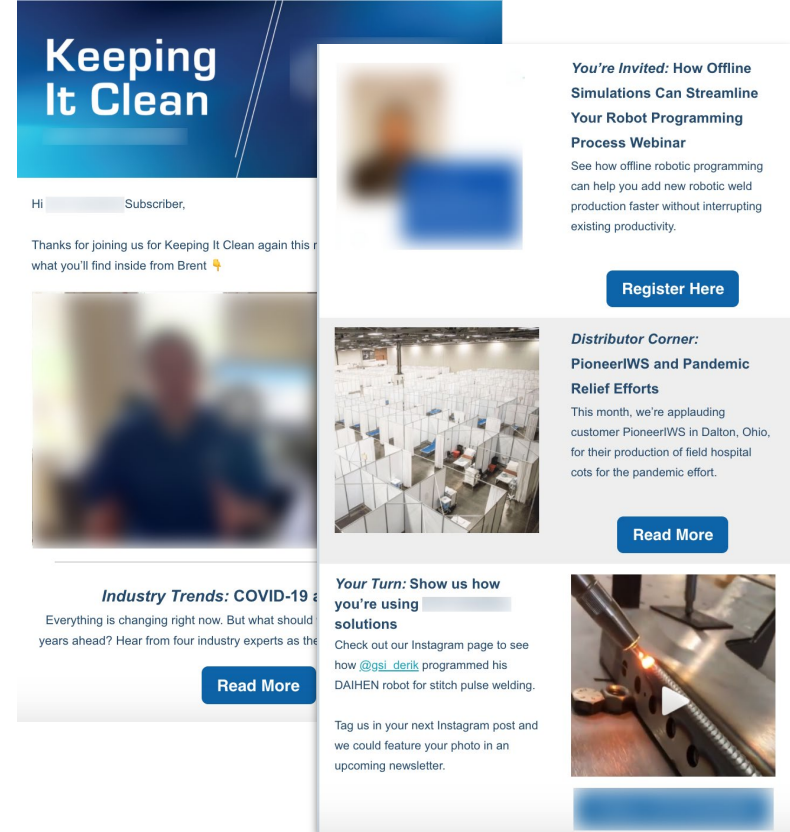 Keeping
It Clean
Hi Subscriber,
Thanks for joining us for Keeping It Clean again this
what you'll find inside from Brent 👇
Industry Trends: COVID-19
Everything is changing right now. But what should
years ahead? Hear from four industry experts as
Read More
You're Invited: How Offline
Simulations Can Streamline
Your Robot Programming
Process Webinar
See how offline robotic programming
can help you add new robotic weld
production faster without interrupting
existing productivity.
Register Here
Distributor Corner:
PioneerIWS and Pandemic
Relief Efforts
This month, we're applauding
customer PioneerIWS in Dalton, Ohio,
for their production of field hospital
cots for the pandemic effort.
Read More
Your Turn: Show us how
you're using
solutions
Check out our Instagram page to see
how @gsi_derik programmed his
DAIHEN robot for stitch pulse welding.
Tag us in your next Instagram post and
we could feature your photo in an
upcoming newsletter.